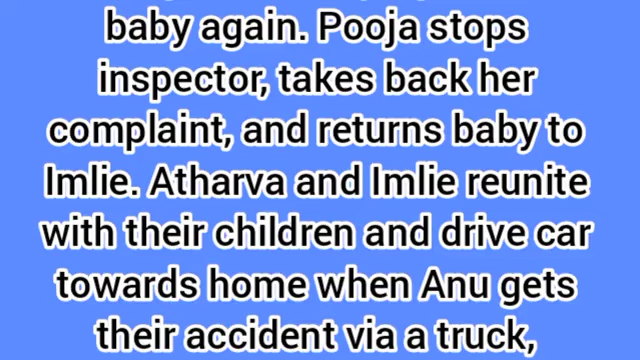 baby again. Pooja stops
inspector, takes back her
complaint, and returns baby to
Imlie. Atharva and Imlie reunite
with their children and drive car
towards home when Anu gets
their accident via a truck,